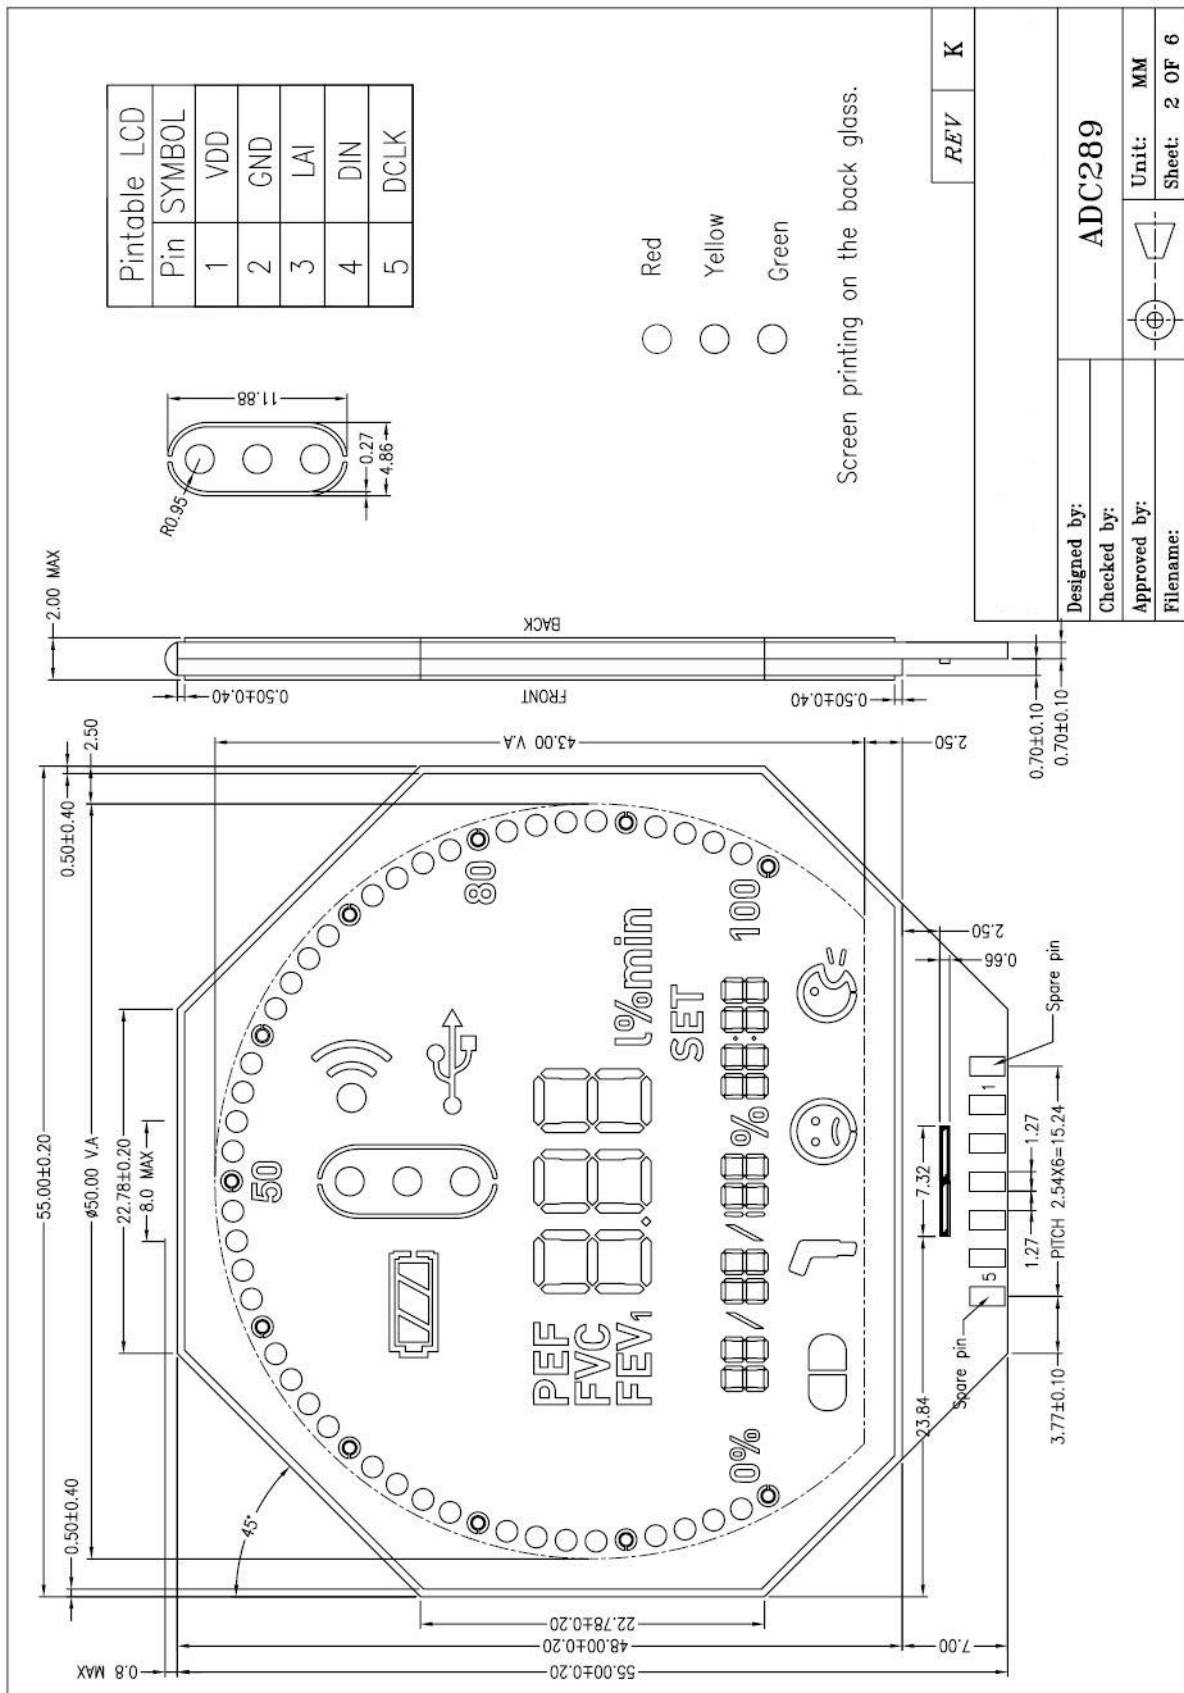 Pintable LCD
Pin SYMBOL
1 VDD
2 GND
3 LAI
4 DIN
5 DCLK
R0.95
11.88
0.27
4.86
Red
Yellow
Green
Screen printing on the back glass.
2.00 MAX
0.50±0.40
FRONT
BACK
0.50±0.40
0.70±0.10
0.70±0.10
55.00±0.20
0.50±0.40
0.50±0.40
ø50.00 V.A
2.50
22.78±0.20
8.0 MAX
45°
43.00 V.A
2.50
0.8 MAX
55.00±0.20
48.00±0.20
22.78±0.20
7.00
50
80
PEF
FVC
FEV1
l%min
SET
0%
/ / % :
100
23.84
7.32
2.50
0.66
Spare pin
5
1
Spare pin
1.27
1.27
3.77±0.10
PITCH 2.54X6=15.24
REV K
ADC289
Designed by:
Checked by:
Approved by:
Filename:
Unit: MM
Sheet: 2 OF 6